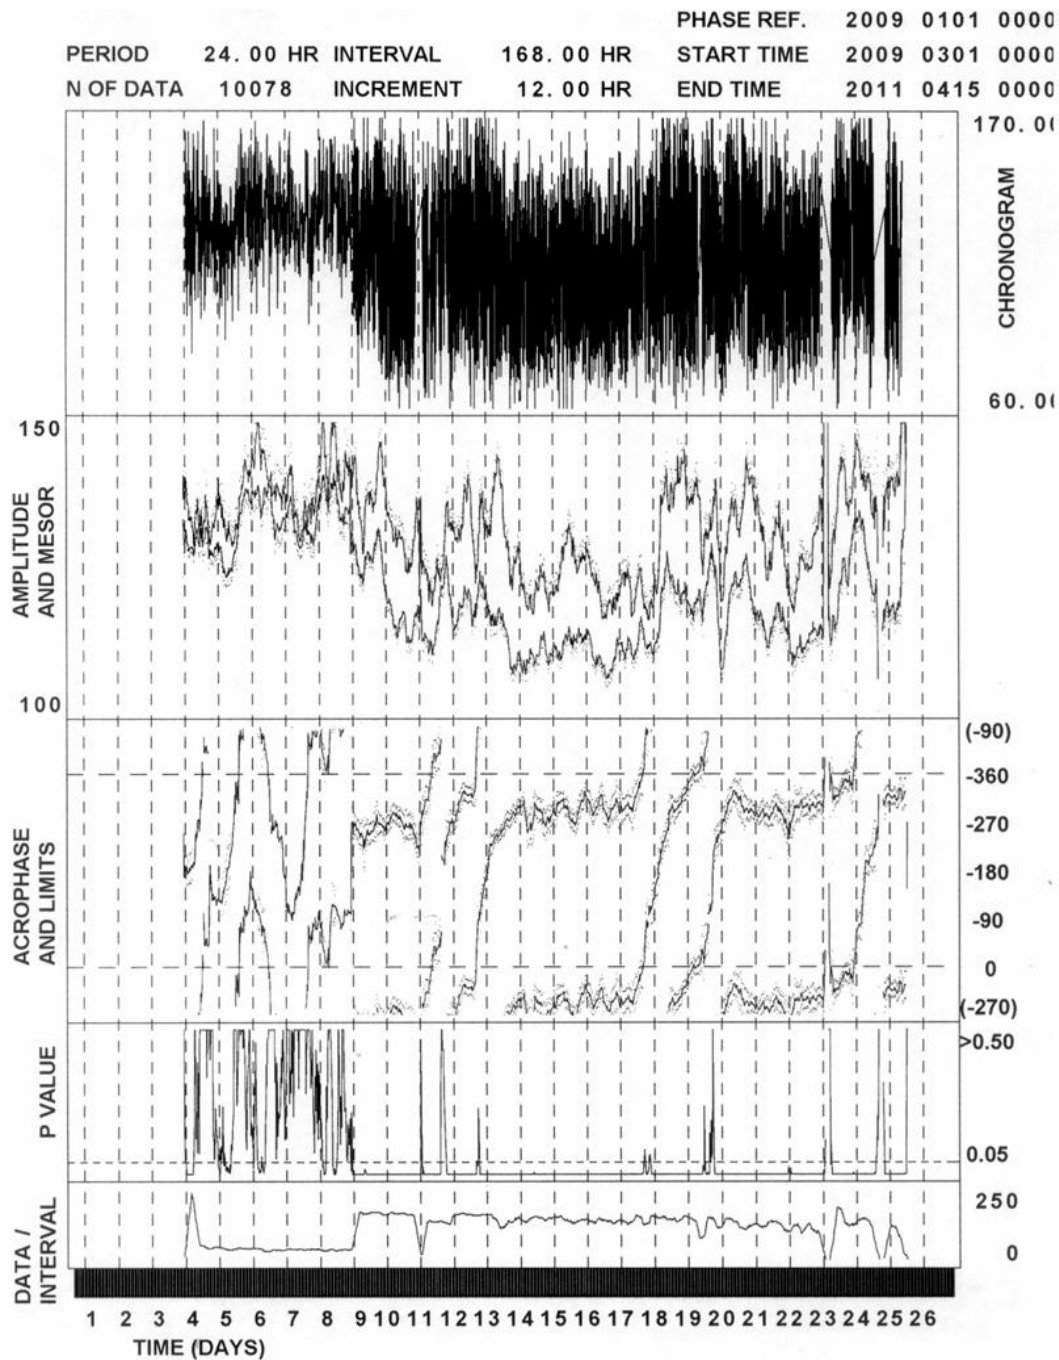 PHASE REF. 2009 0101 0000
PERIOD 24.00 HR INTERVAL 168.00 HR START TIME 2009 0301 0000
N OF DATA 10078 INCREMENT 12.00 HR END TIME 2011 0415 0000
170.00
CHRONOGRAM
60.00
150
AMPLITUDE
AND MESOR
100
(-90)
-360
-270
-180
-90
0
(-270)
ACROPHASE
AND LIMITS
>0.50
P VALUE
0.05
250
0
DATA /
INTERVAL
1 2 3 4 5 6 7 8 9 10 11 12 13 14 15 16 17 18 19 20 21 22 23 24 25 26
TIME (DAYS)